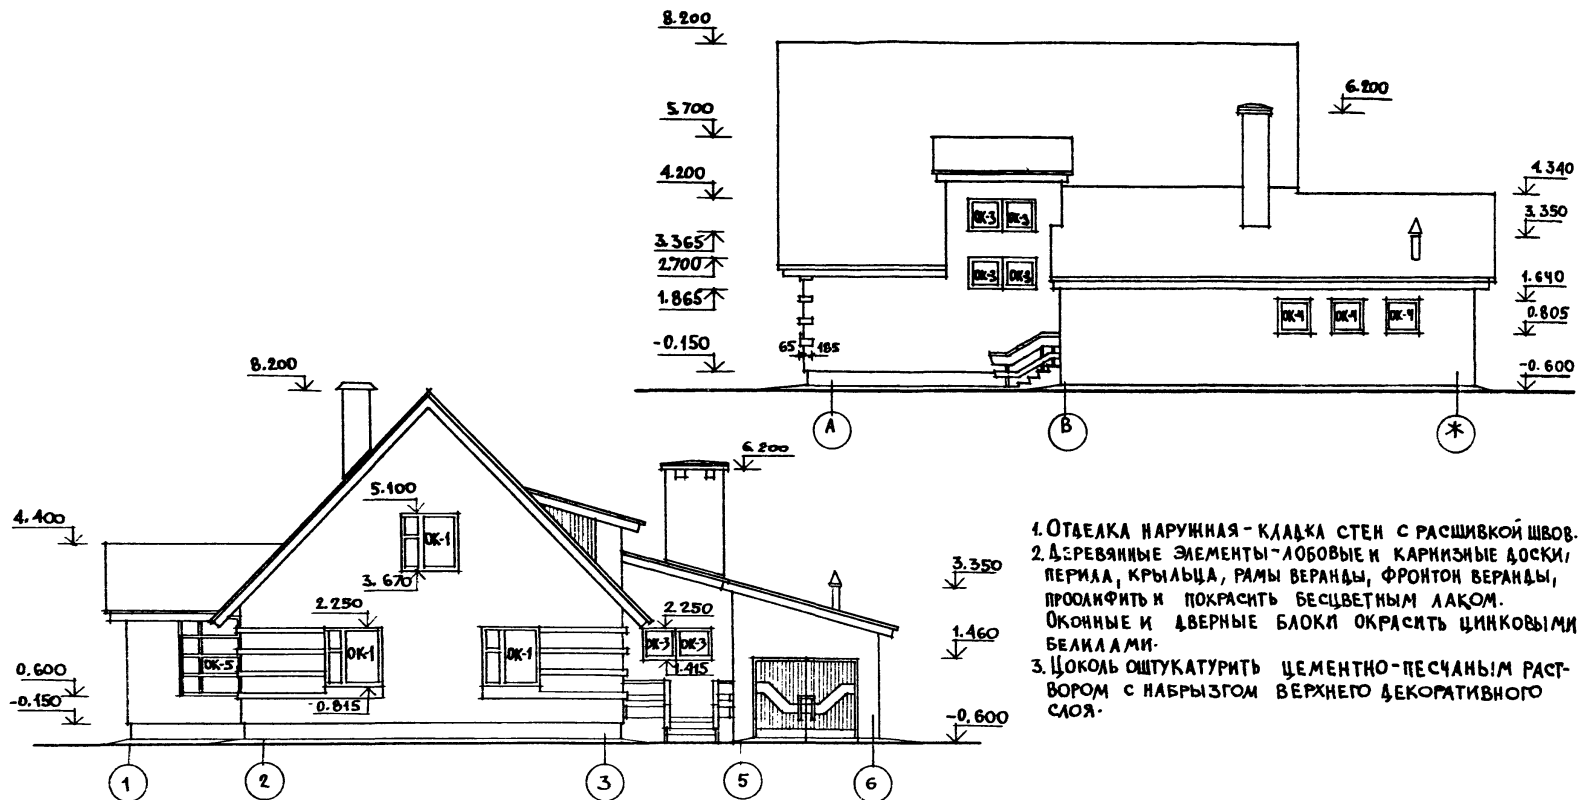 8.200
5.700
4.200
3.365
2.700
1.865
-0.150
65 185
ОК-3 ОК-3
ОК-3 ОК-3
6.200
4.340
3.350
1.640
0.805
-0.600
ОК-4 ОК-4 ОК-4
А В Ж
8.200
4.400
0.600
-0.150
5.100
ОК-1
3.670
2.250
ОК-5 ОК-1
0.815
ОК-1
6.200
2.250
ОК-3 ОК-3
1.415
3.350
1.460
-0.600
1 2 3 5 6
1. ОТДЕЛКА НАРУЖНАЯ - КЛАДКА СТЕН С РАСШИВКОЙ ШВОВ.
2. ДЕРЕВЯННЫЕ ЭЛЕМЕНТЫ - ЛОБОВЫЕ И КАРНИЗНЫЕ ДОСКИ,
ПЕРИЛА, КРЫЛЬЦА, РАМЫ ВЕРАНДЫ, ФРОНТОН ВЕРАНДЫ,
ПРООЛИФИТЬ И ПОКРАСИТЬ БЕСЦВЕТНЫМ ЛАКОМ.
ОКОННЫЕ И ДВЕРНЫЕ БЛОКИ ОКРАСИТЬ ЦИНКОВЫМИ
БЕЛИЛАМИ.
3. ЦОКОЛЬ ОШТУКАТУРИТЬ ЦЕМЕНТНО-ПЕСЧАНЫМ РАСТ-
ВОРОМ С НАБРЫЗГОМ ВЕРХНЕГО ДЕКОРАТИВНОГО
СЛОЯ.